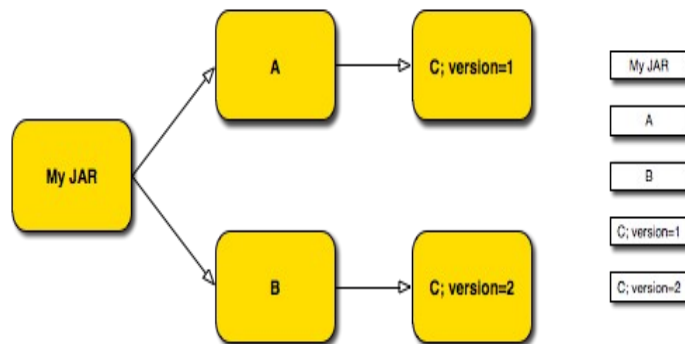 A
C; version=1
My JAR
B
C; version=2
My JAR
A
B
C; version=1
C; version=2